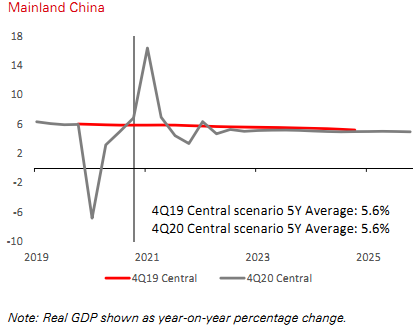 Mainland China
18
14
10
6
2
-2
-6
-10
4Q19 Central scenario 5Y Average: 5.6%
4Q20 Central scenario 5Y Average: 5.6%
2019 2021 2023 2025
4Q19 Central 4Q20 Central
Note: Real GDP shown as year-on-year percentage change.